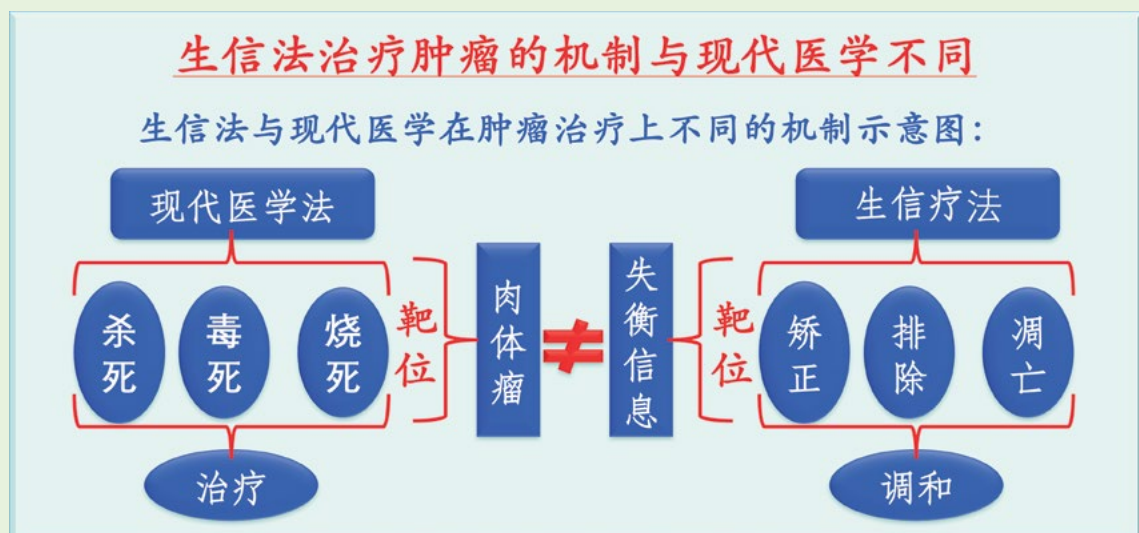 生信法治疗肿瘤的机制与现代医学不同
生信法与现代医学在肿瘤治疗上不同的机制示意图：
现代医学法
杀死
毒死
烧死
靶位
治疗
肉体瘤
≠
失衡信息
生信疗法
靶位
矫正
排除
凋亡
调和